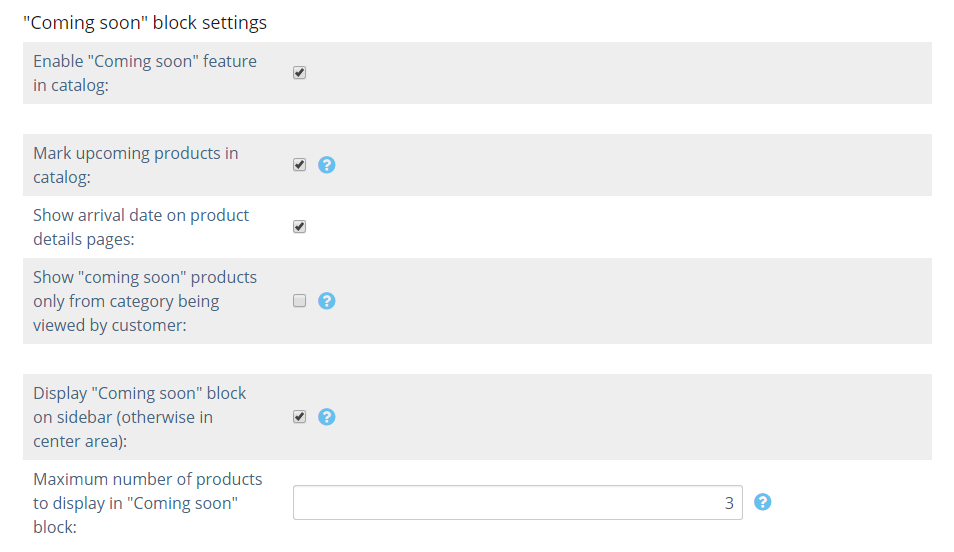 "Coming soon" block settings
Enable "Coming soon" feature
in catalog:
Mark upcoming products in
catalog:
?
Show arrival date on product
details pages:
Show "coming soon" products
only from category being
viewed by customer:
?
Display "Coming soon" block
on sidebar (otherwise in
center area):
?
Maximum number of products
to display in "Coming soon"
block:
3
?